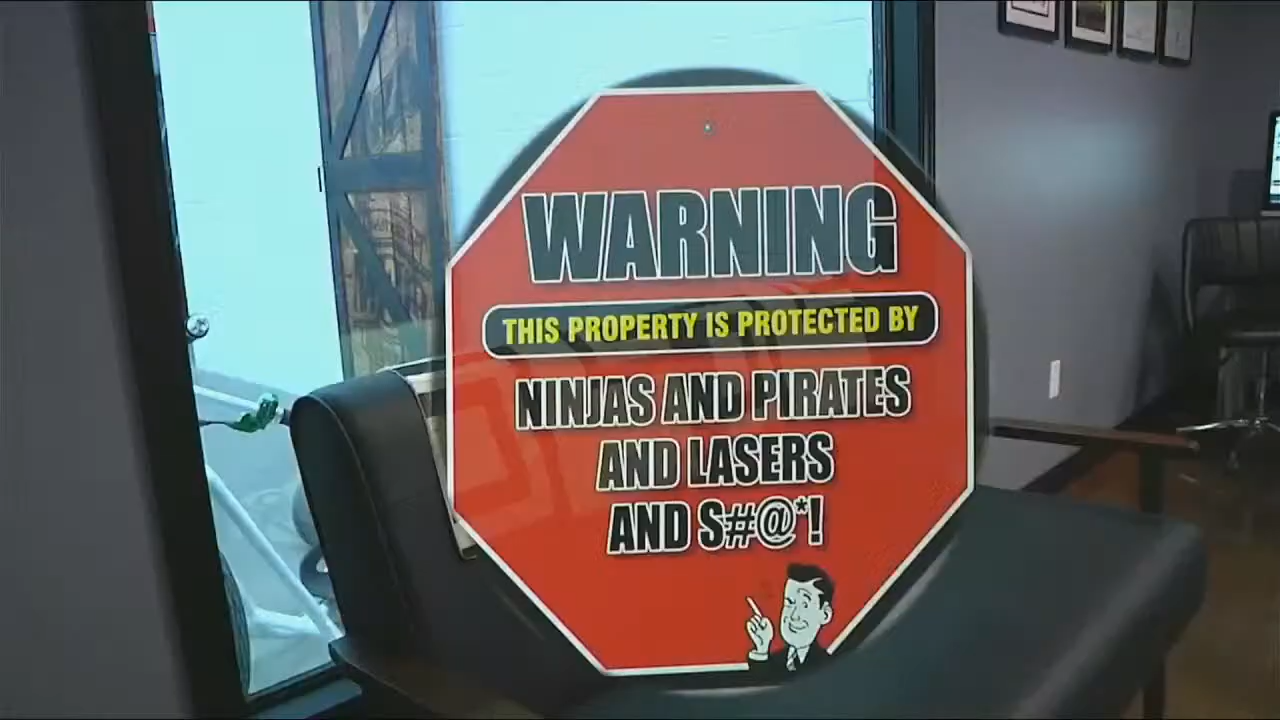 WARNING
THIS PROPERTY IS PROTECTED BY
NINJAS AND PIRATES
AND LASERS
AND S#@*!